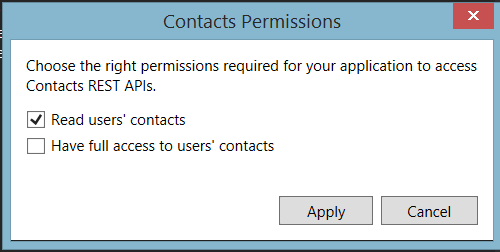 Contacts Permissions
Choose the right permissions required for your application to access
Contacts REST APIs.
Read users' contacts
Have full access to users' contacts
Apply
Cancel